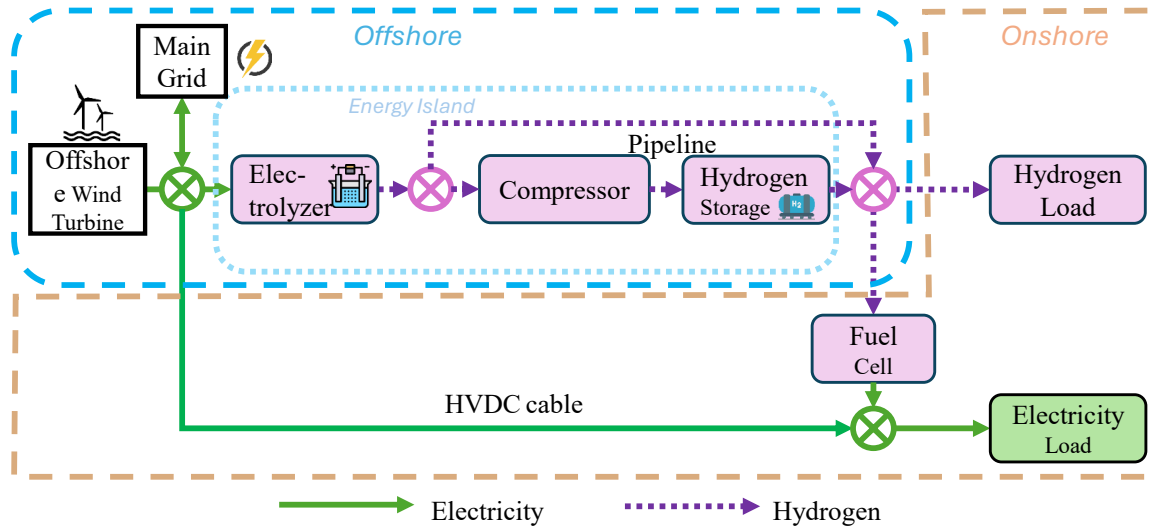 Offshore
Onshore
Main
Grid
Energy Island
Pipeline
Offshor
e Wind
Turbine
Elec-
trolyzer
Compressor
Hydrogen
Storage
H2
Hydrogen
Load
Fuel
Cell
HVDC cable
Electricity
Load
Electricity
Hydrogen